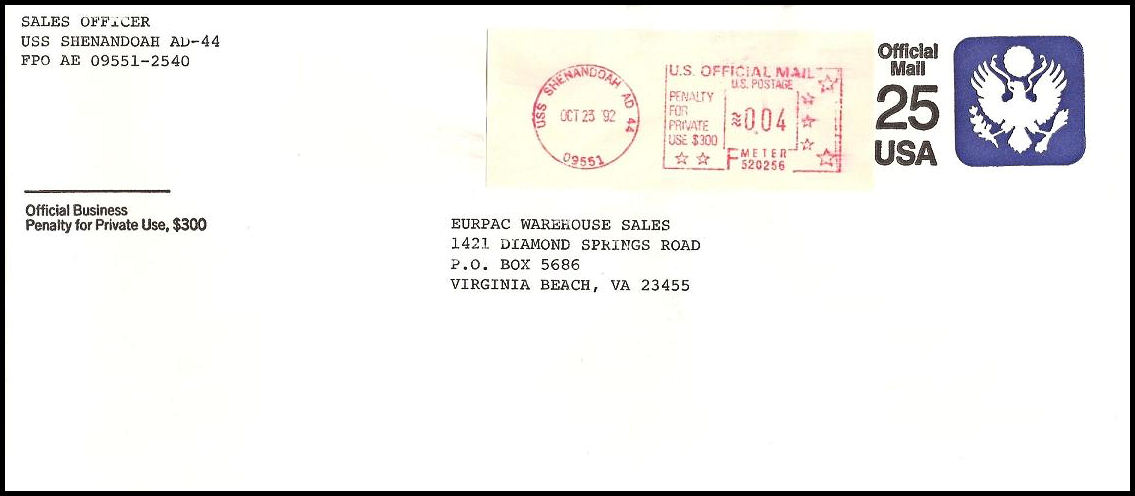 SALES OFFICER
USS SHENANDOAH AD-44
FPO AE 09551-2540
Official Business
Penalty for Private Use, $300
USS SHENANDOAH AD 44
OCT 23 92
09551
U.S. OFFICIAL MAIL
U.S. POSTAGE
PENALTY
FOR
PRIVATE
USE $300
≈0.04
F METER
520256
Official
Mail
25
USA
EURPAC WAREHOUSE SALES
1421 DIAMOND SPRINGS ROAD
P.O. BOX 5686
VIRGINIA BEACH, VA 23455